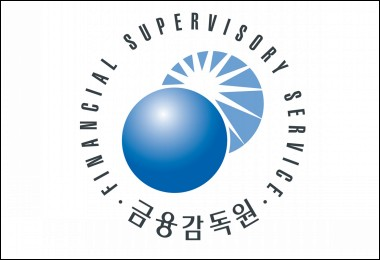 · FINANCIAL SUPERVISORY SERVICE ·
금융감독원